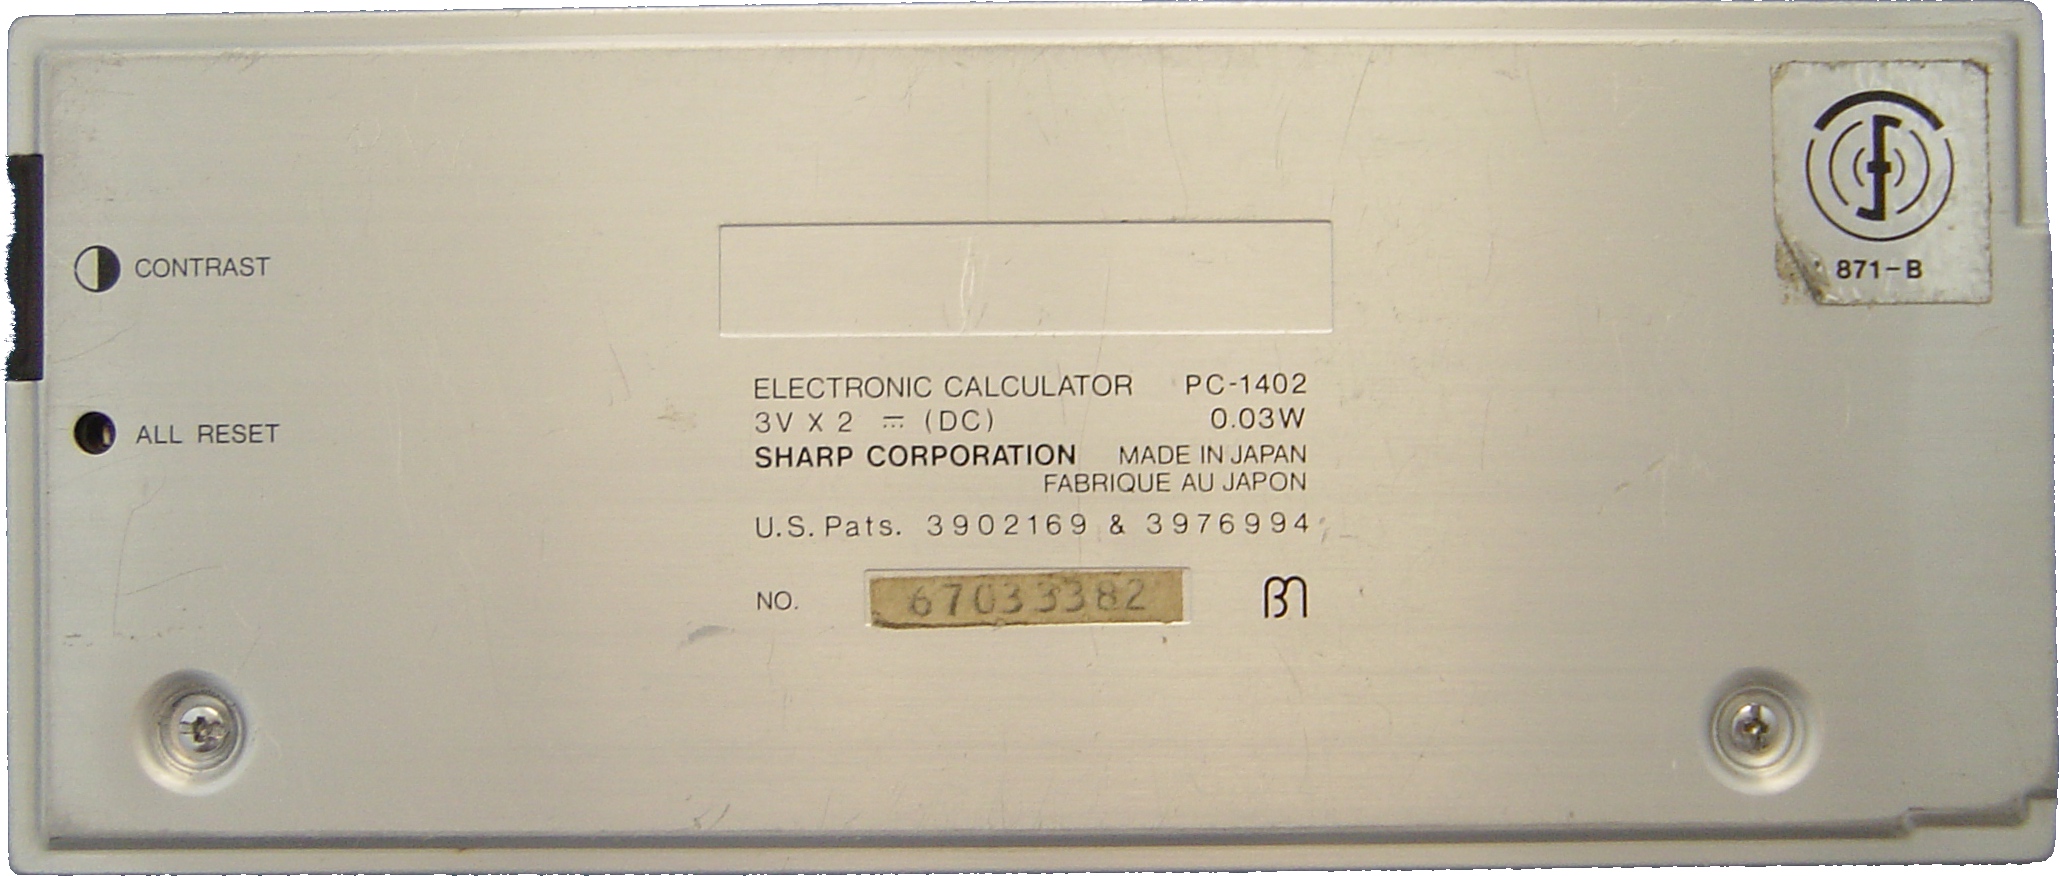 871-B
CONTRAST
ELECTRONIC CALCULATOR PC-1402
3V X 2 ⎓ (DC) 0.03W
ALL RESET
SHARP CORPORATION MADE IN JAPAN
FABRIQUE AU JAPON
U.S. Pats. 3902169 & 3976994
NO. 67033382